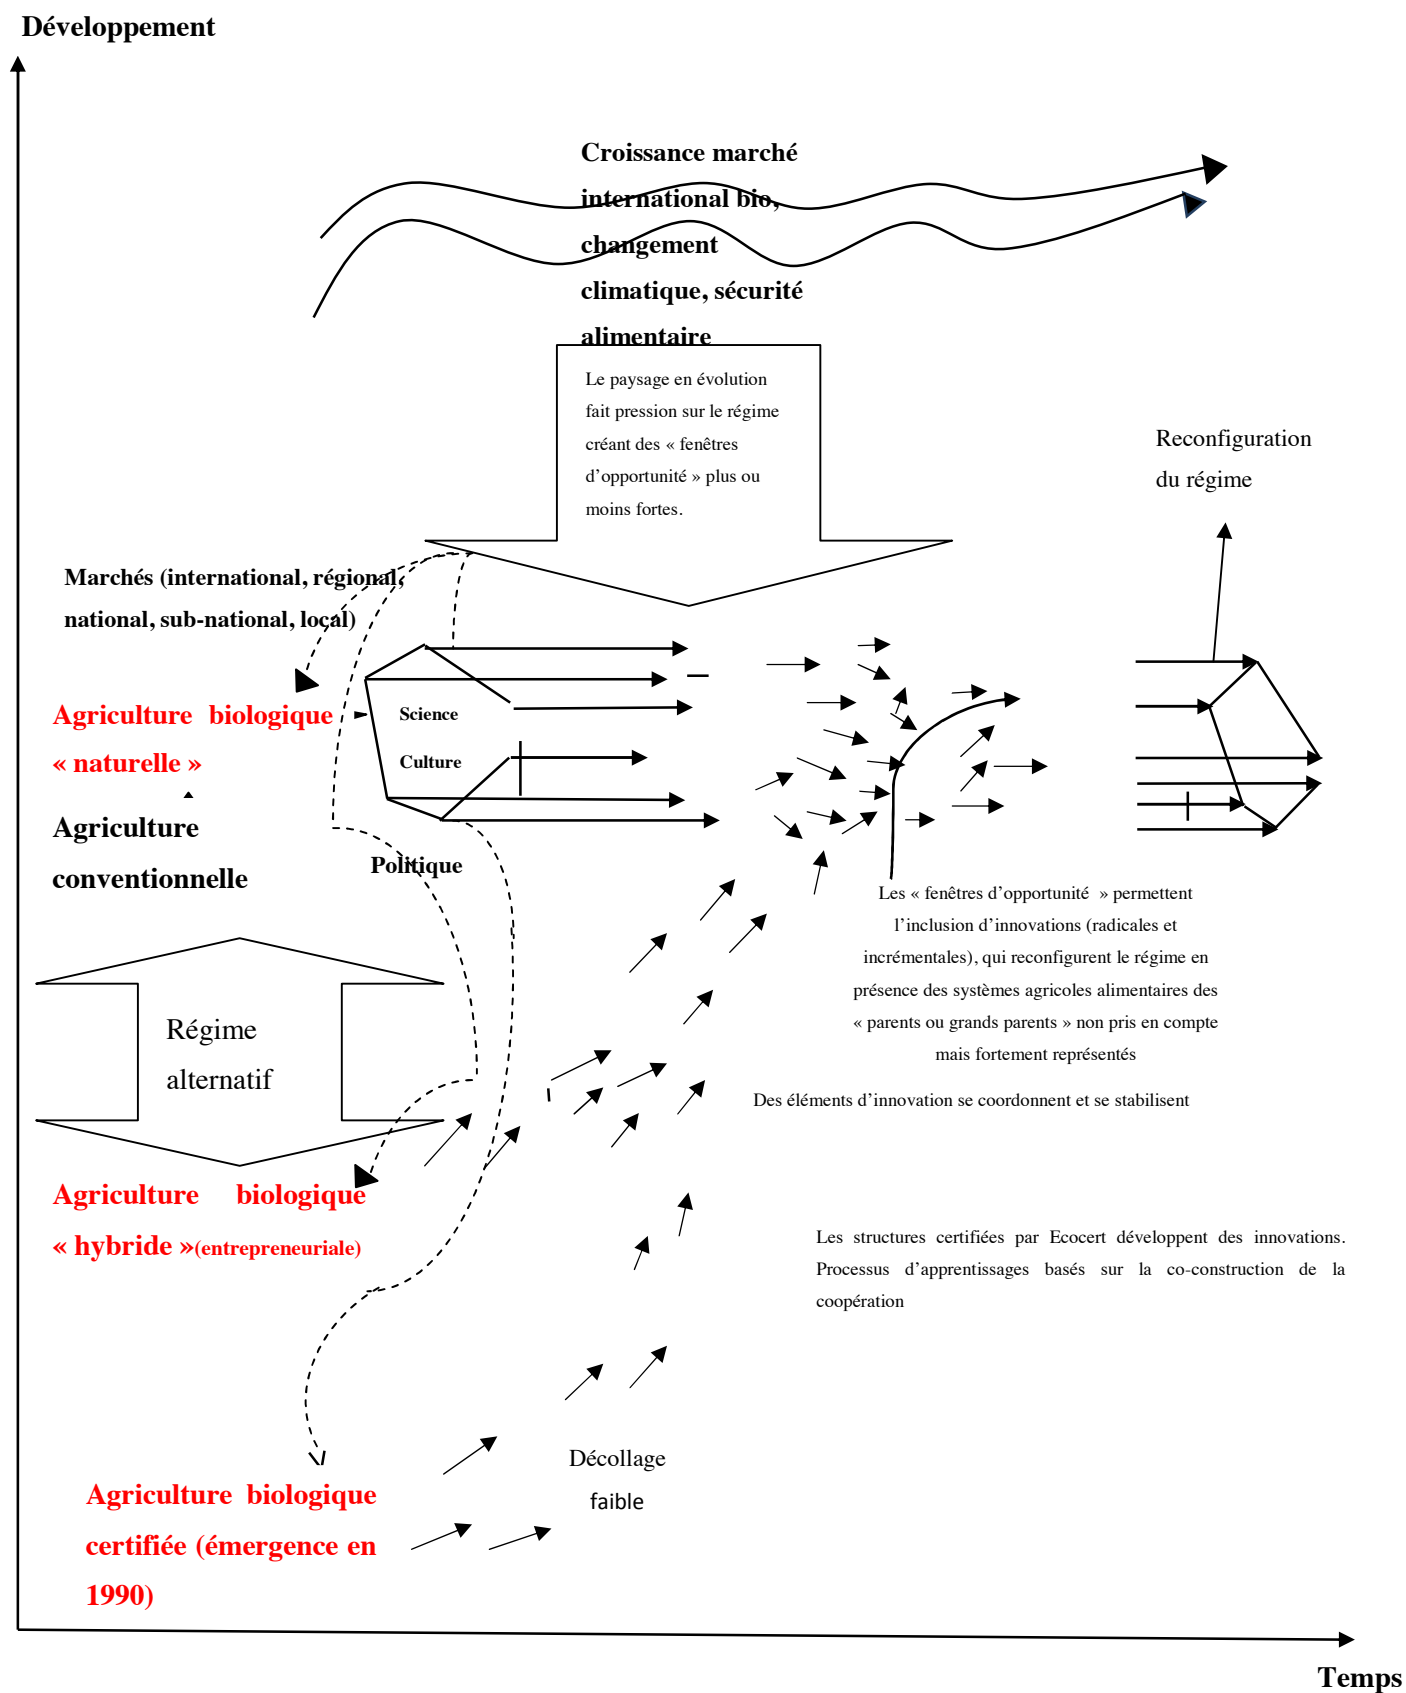 Développement
Croissance marché
international bio,
changement
climatique, sécurité
alimentaire
Le paysage en évolution
fait pression sur le régime
créant des « fenêtres
d’opportunité » plus ou
moins fortes.
Reconfiguration
du régime
Marchés (international, régional,
national, sub-national, local)
Agriculture biologique
« naturelle »
Science
Culture
Agriculture
conventionnelle
Politique
Les « fenêtres d’opportunité » permettent
l’inclusion d’innovations (radicales et
incrémentales), qui reconfigurent le régime en
présence des systèmes agricoles alimentaires des
« parents ou grands parents » non pris en compte
mais fortement représentés
Régime
alternatif
Des éléments d’innovation se coordonnent et se stabilisent
Agriculture biologique
« hybride »(entrepreneuriale)
Les structures certifiées par Ecocert développent des innovations.
Processus d’apprentissages basés sur la co-construction de la
coopération
Décollage
faible
Agriculture biologique
certifiée (émergence en
1990)
Temps